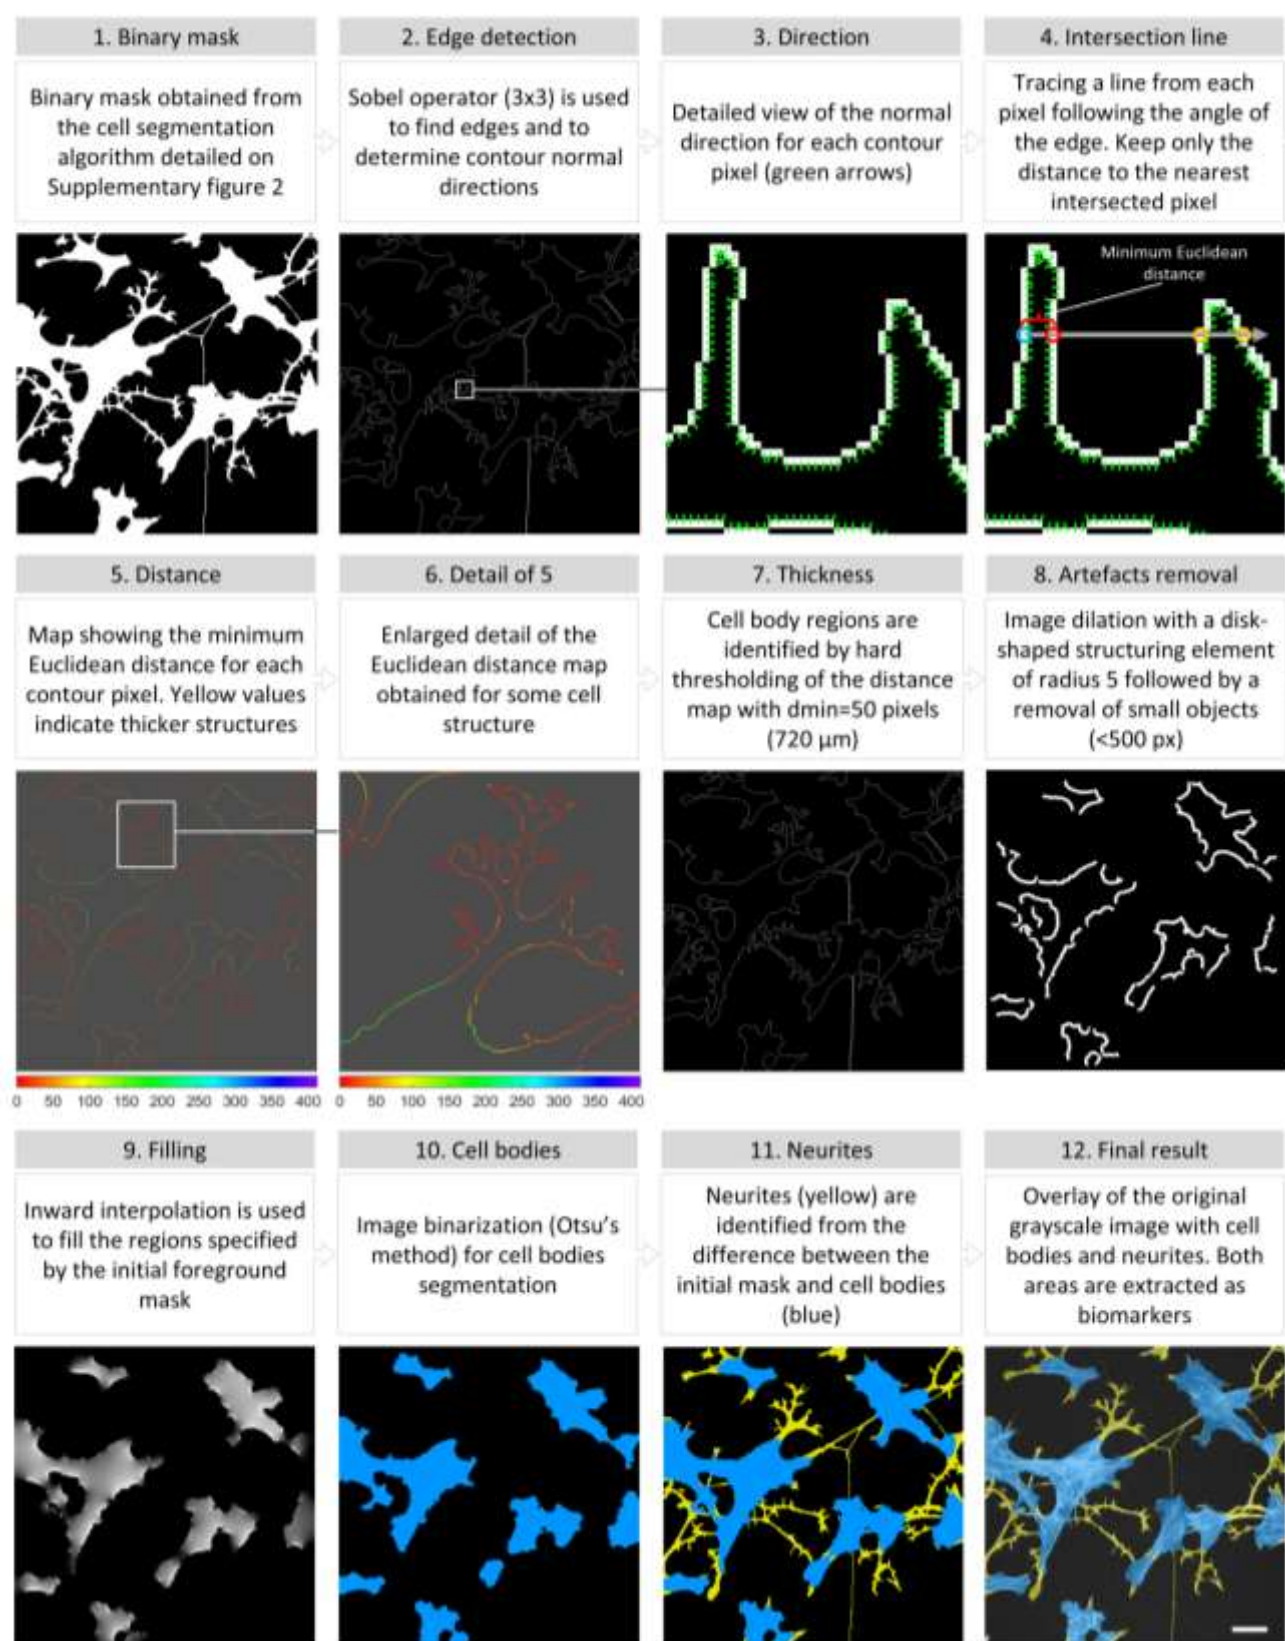 1. Binary mask
Binary mask obtained from
the cell segmentation
algorithm detailed on
Supplementary figure 2
2. Edge detection
Sobel operator (3x3) is used
to find edges and to
determine contour normal
directions
3. Direction
Detailed view of the normal
direction for each contour
pixel (green arrows)
4. Intersection line
Tracing a line from each
pixel following the angle of
the edge. Keep only the
distance to the nearest
intersected pixel
Minimum Euclidean
distance
5. Distance
Map showing the minimum
Euclidean distance for each
contour pixel. Yellow values
indicate thicker structures
0 50 100 150 200 250 300 350 400
6. Detail of 5
Enlarged detail of the
Euclidean distance map
obtained for some cell
structure
0 50 100 150 200 250 300 350 400
7. Thickness
Cell body regions are
identified by hard
thresholding of the distance
map with dmin=50 pixels
(720 µm)
8. Artefacts removal
Image dilation with a disk-
shaped structuring element
of radius 5 followed by a
removal of small objects
(<500 px)
9. Filling
Inward interpolation is used
to fill the regions specified
by the initial foreground
mask
10. Cell bodies
Image binarization (Otsu's
method) for cell bodies
segmentation
11. Neurites
Neurites (yellow) are
identified from the
difference between the
initial mask and cell bodies
(blue)
12. Final result
Overlay of the original
grayscale image with cell
bodies and neurites. Both
areas are extracted as
biomarkers